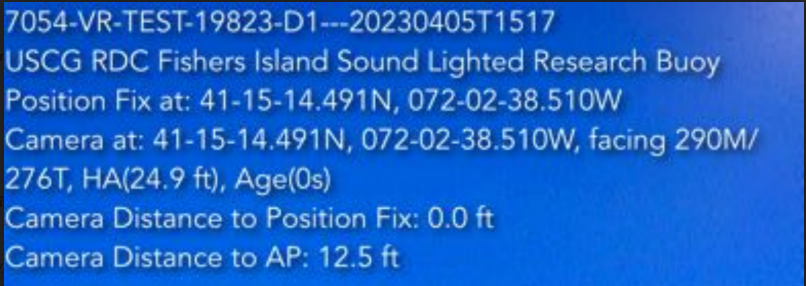 7054-VR-TEST-19823-D1---20230405T1517
USCG RDC Fishers Island Sound Lighted Research Buoy
Position Fix at: 41-15-14.491N, 072-02-38.510W
Camera at: 41-15-14.491N, 072-02-38.510W, facing 290M/
276T, HA(24.9 ft), Age(0s)
Camera Distance to Position Fix: 0.0 ft
Camera Distance to AP: 12.5 ft